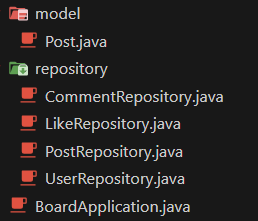 model
Post.java
repository
CommentRepository.java
LikeRepository.java
PostRepository.java
UserRepository.java
BoardApplication.java